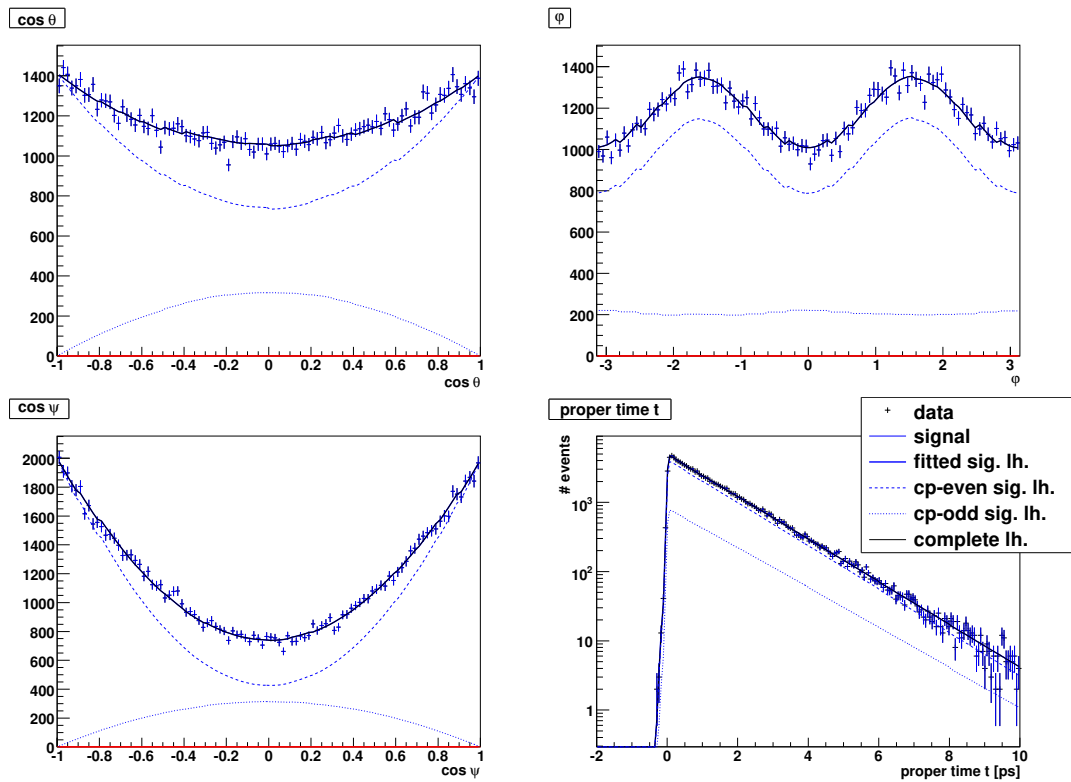 cos θ
1400
1200
1000
800
600
400
200
0
-1 -0.8 -0.6 -0.4 -0.2 0 0.2 0.4 0.6 0.8 1
cos θ
φ
1400
1200
1000
800
600
400
200
0
-3 -2 -1 0 1 2 3
φ
cos ψ
2000
1800
1600
1400
1200
1000
800
600
400
200
0
-1 -0.8 -0.6 -0.4 -0.2 0 0.2 0.4 0.6 0.8 1
cos ψ
proper time t
# events
10³
10²
10
1
-2 0 2 4 6 8 10
proper time t [ps]
data
signal
fitted sig. lh.
cp-even sig. lh.
cp-odd sig. lh.
complete lh.